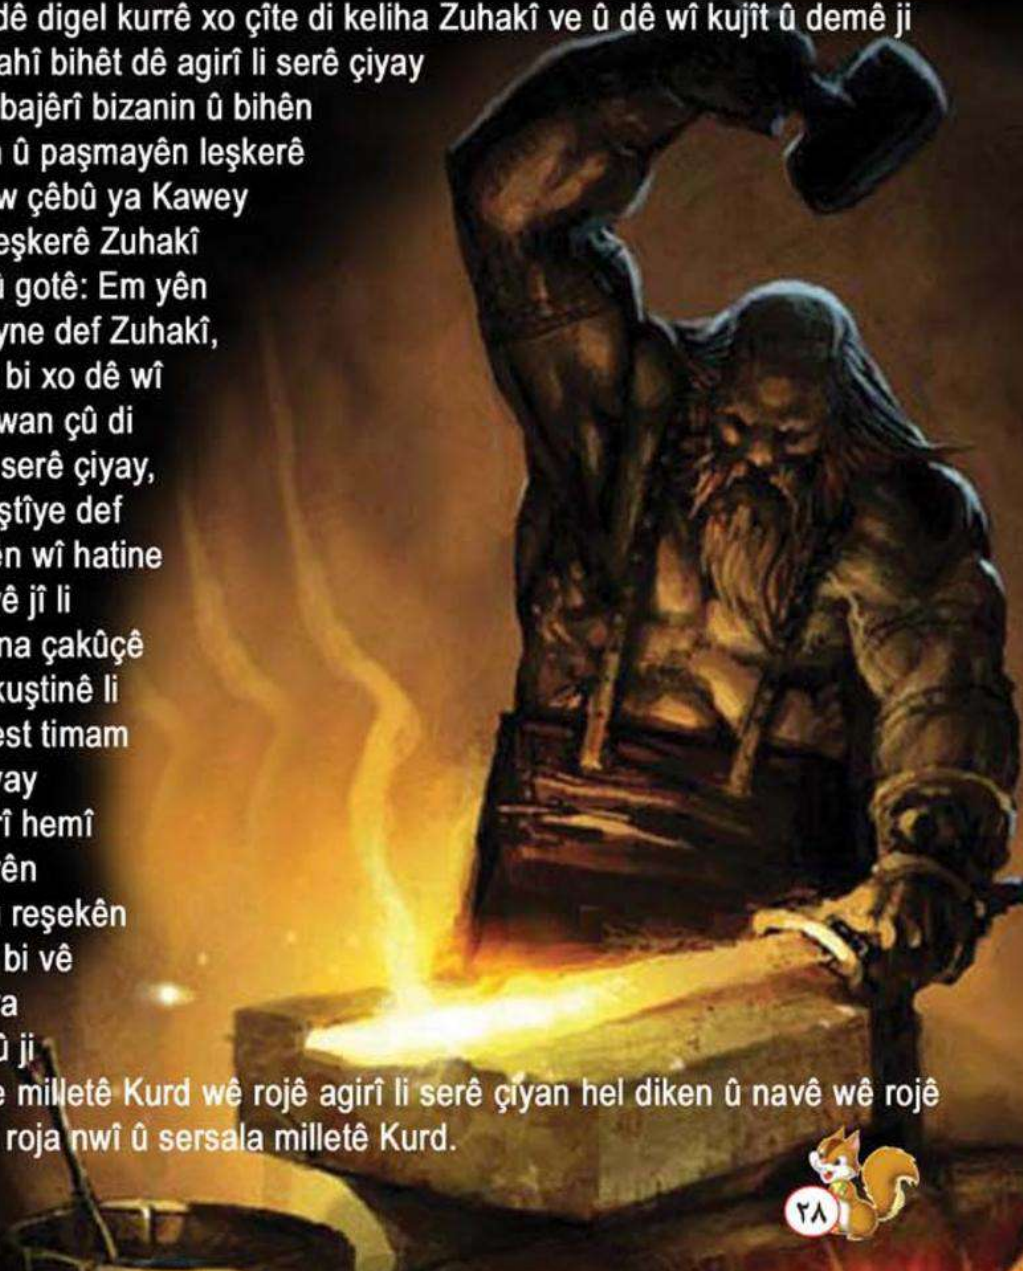 dê digel kurrê xo çîte di keliha Zuhakî ve û dê wî kujît û demê ji
ahî bihêt dê agirî li serê çiyay
bajêrî bizanin û bihên
û paşmayên leşkerê
w çêbû ya Kawey
eşkerê Zuhakî
gotê: Em yên
yne def Zuhakî,
bi xo dê wî
wan çû di
serê çiyay,
ştîye def
ên wî hatine
ê jî li
na çakûçê
kuştinê li
est timam
ay
î hemî
ên
reşekên
bi vê
a
û ji
milletê Kurd wê rojê agirî li serê çiyan hel diken û navê wê rojê
roja nwî û sersala milletê Kurd.
٢٨